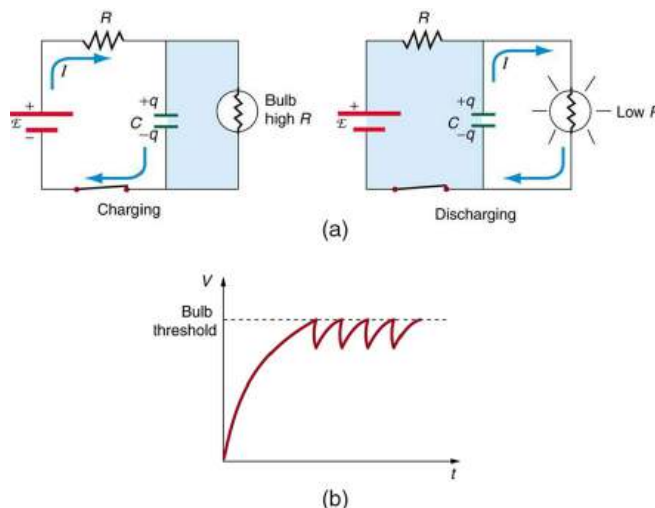 R
I
+
ℰ
−
+q
C
−q
Bulb
high R
Charging
R
I
+
ℰ
−
+q
C
−q
Low R
Discharging
(a)
V
Bulb
threshold
t
(b)